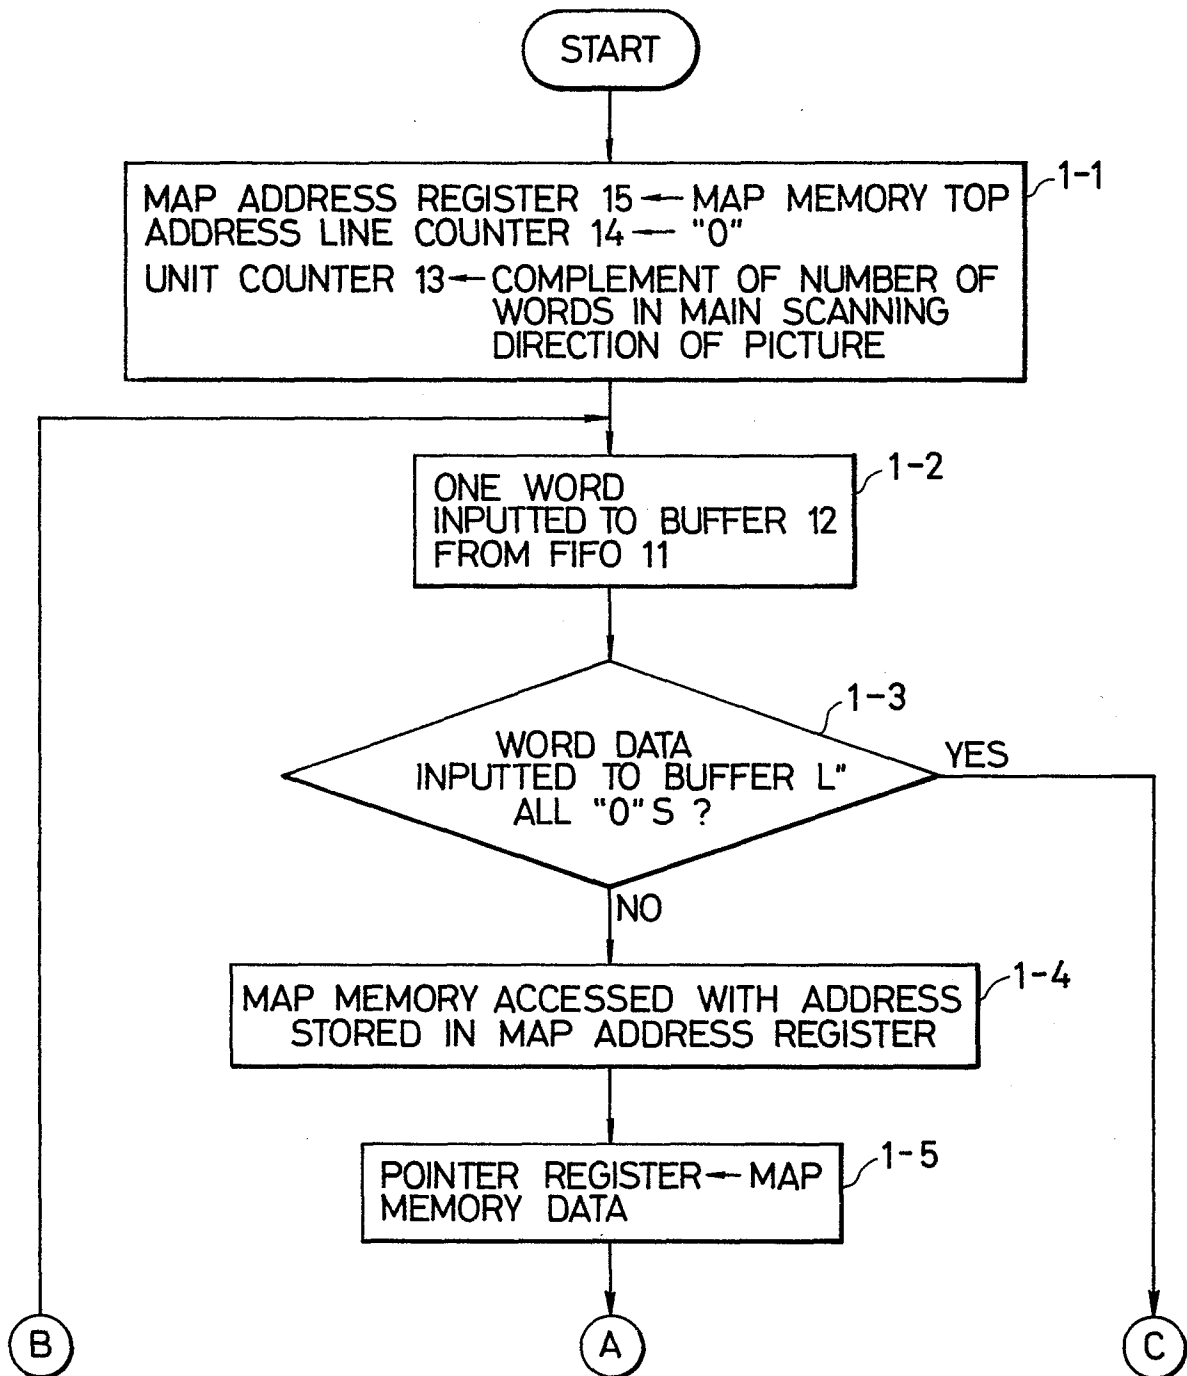 START
1-1
MAP ADDRESS REGISTER 15 ← MAP MEMORY TOP
ADDRESS LINE COUNTER 14 ← "0"
UNIT COUNTER 13 ← COMPLEMENT OF NUMBER OF
WORDS IN MAIN SCANNING
DIRECTION OF PICTURE
1-2
ONE WORD
INPUTTED TO BUFFER 12
FROM FIFO 11
1-3
WORD DATA
INPUTTED TO BUFFER L"
ALL "0"S ?
YES
NO
1-4
MAP MEMORY ACCESSED WITH ADDRESS
STORED IN MAP ADDRESS REGISTER
1-5
POINTER REGISTER ← MAP
MEMORY DATA
B
A
C